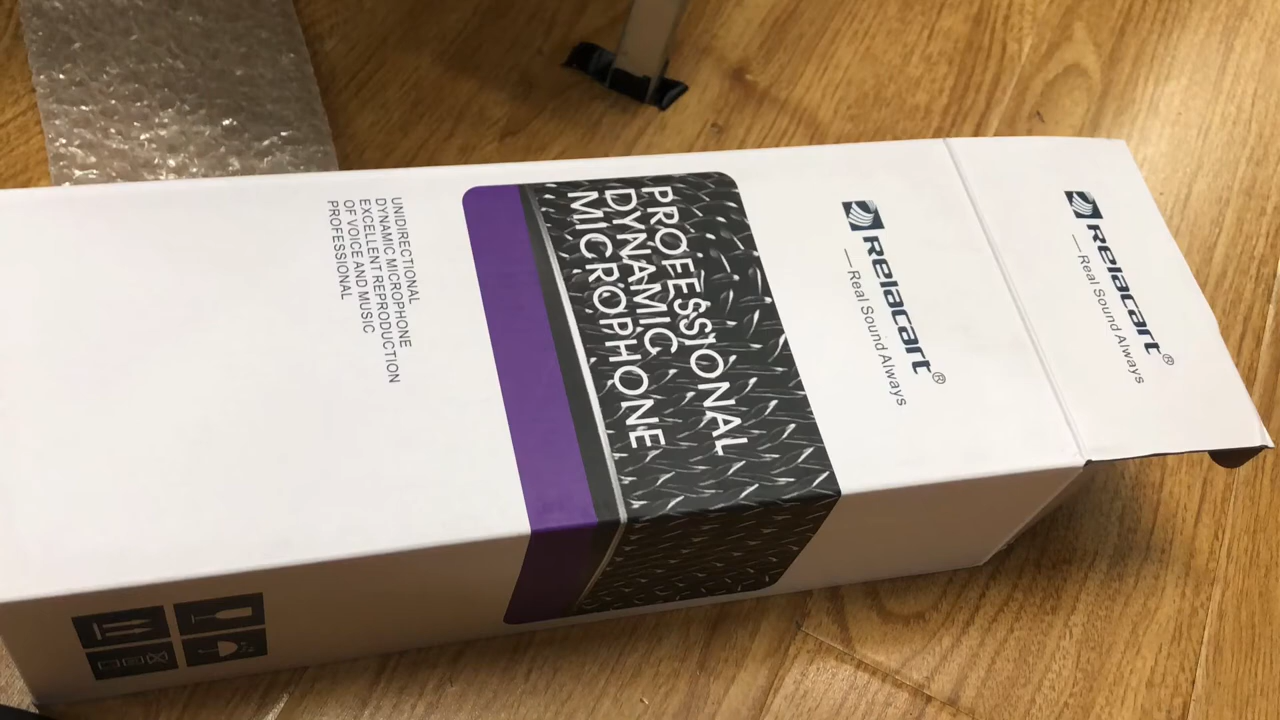 Relacart®
—Real Sound Always
Relacart®
—Real Sound Always
PROFESSIONAL
DYNAMIC
MICROPHONE
UNIDIRECTIONAL
DYNAMIC MICROPHONE
EXCELLENT REPRODUCTION
OF VOICE AND MUSIC
PROFESSIONAL